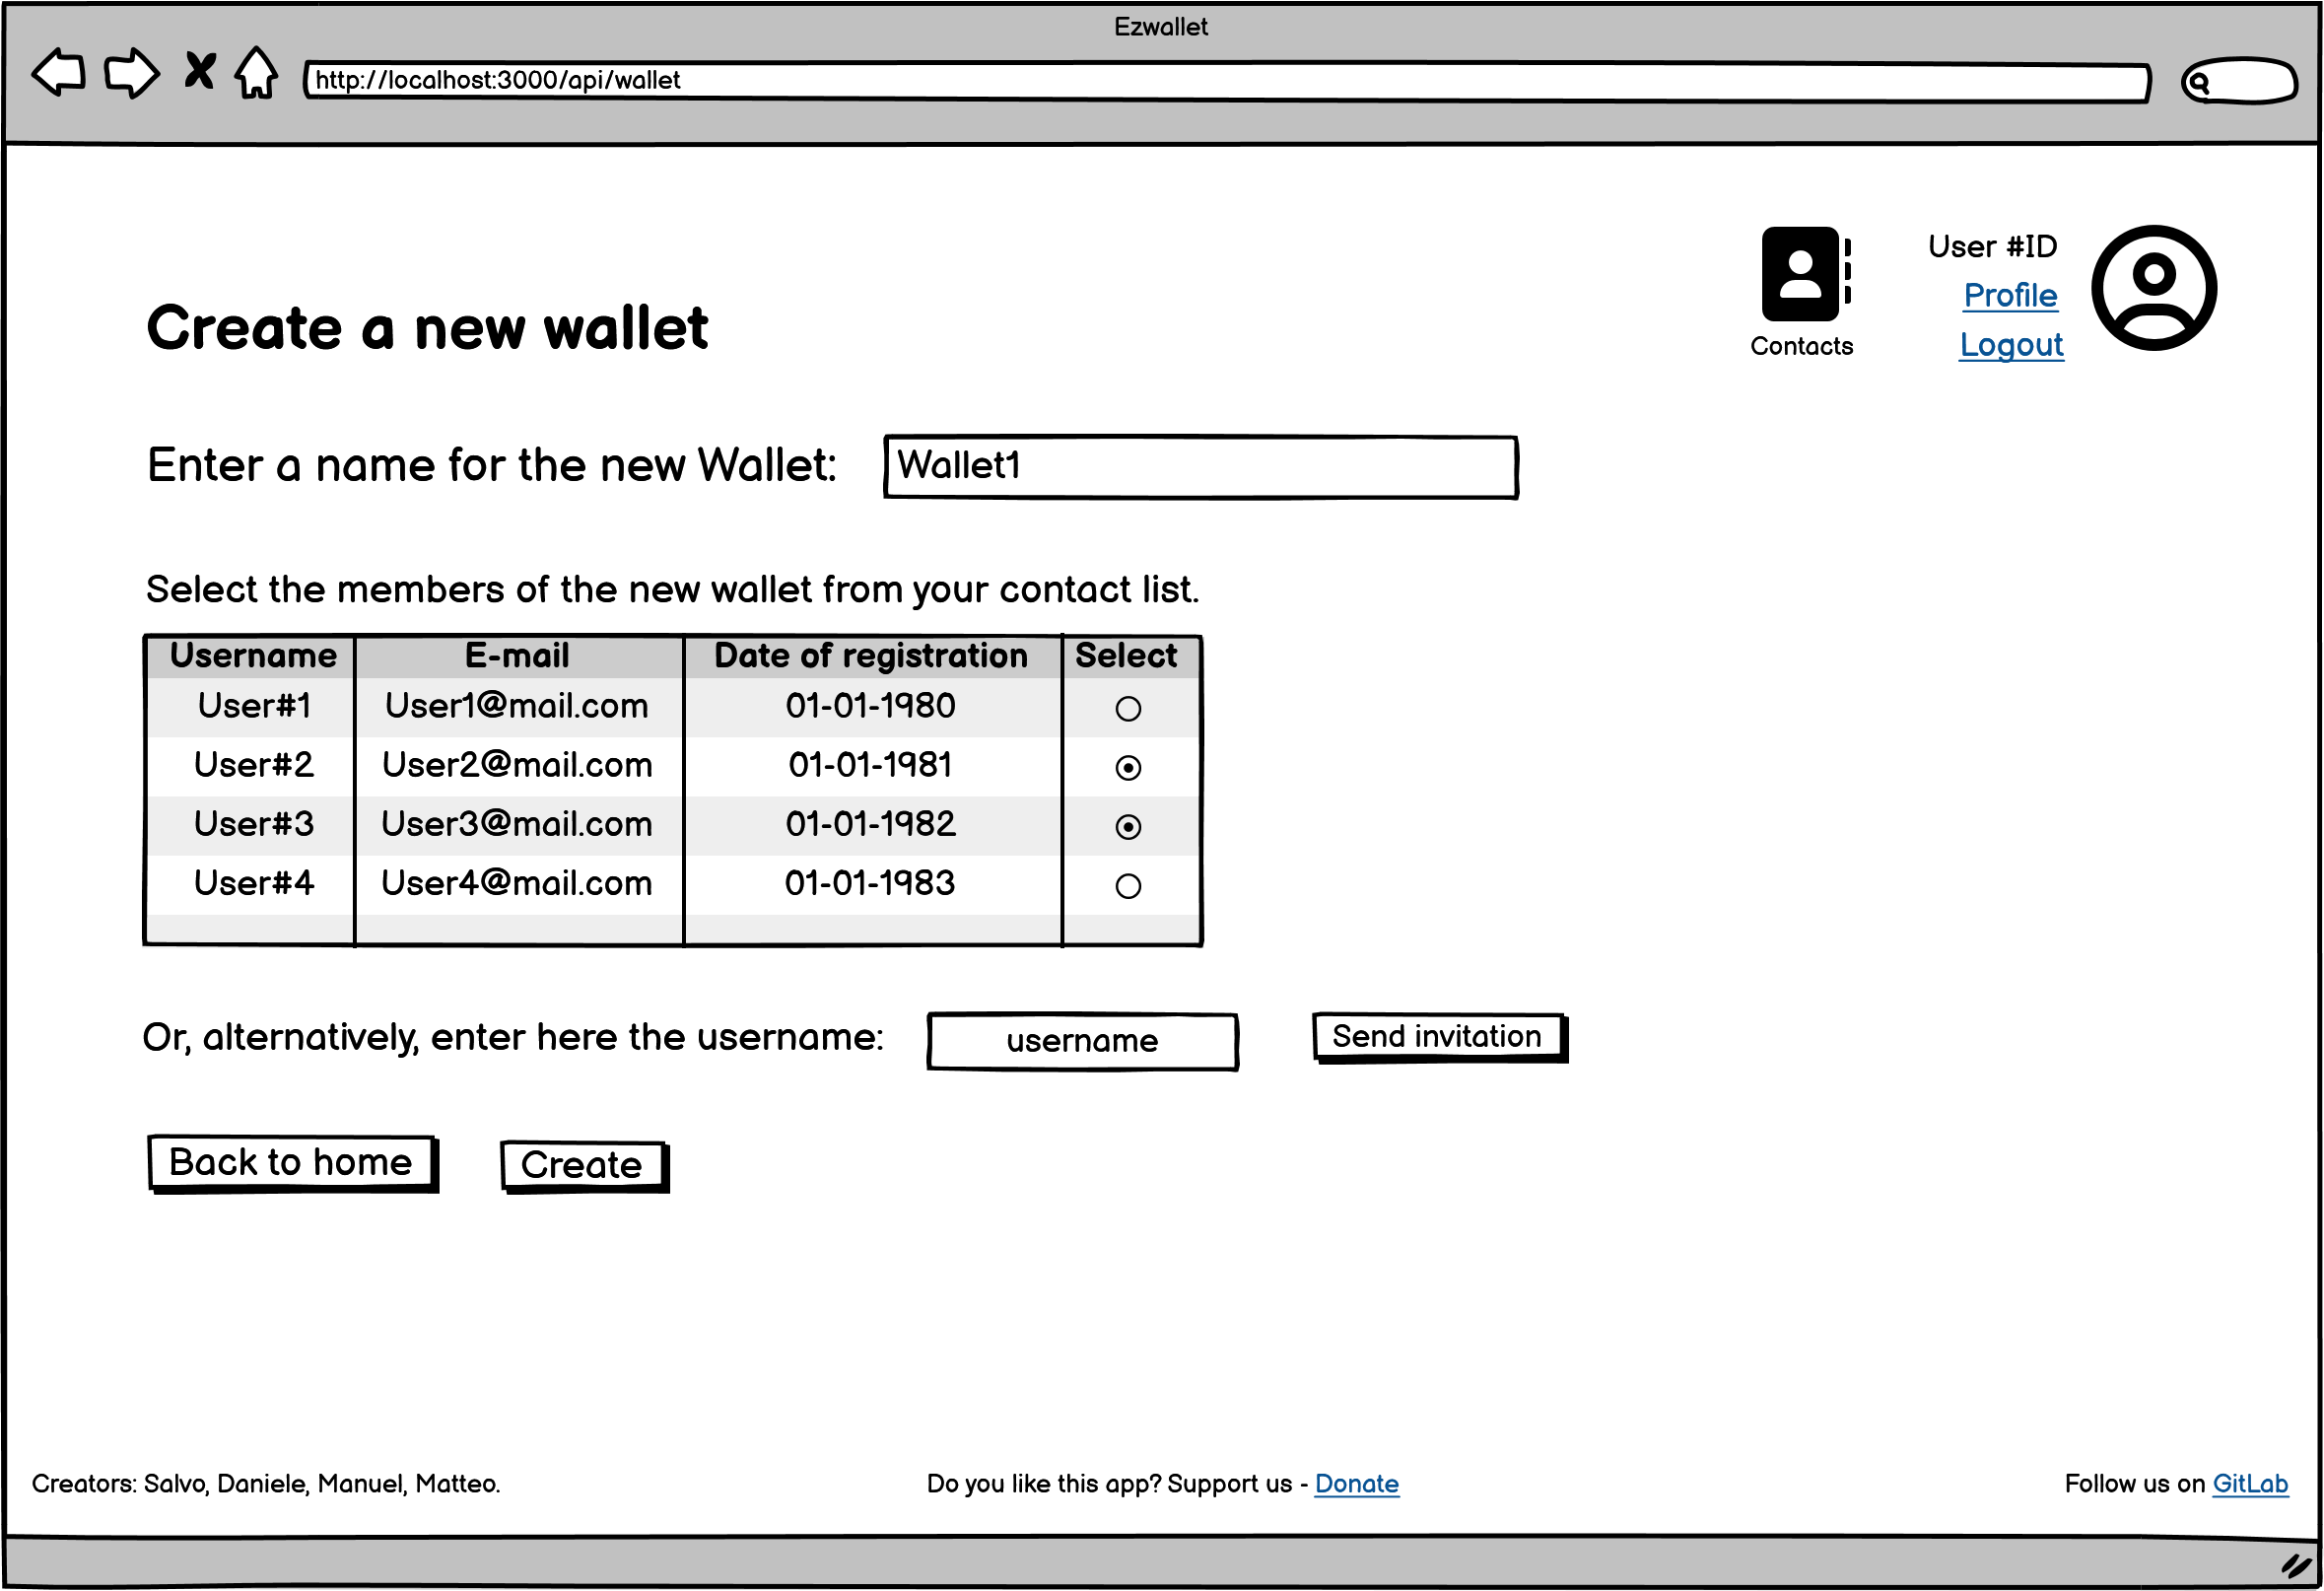 Ezwallet
http://localhost:3000/api/wallet
User #ID
Profile
Logout
Contacts
Create a new wallet
Enter a name for the new Wallet: Wallet1
Select the members of the new wallet from your contact list.
Username E-mail Date of registration Select
User#1 User1@mail.com 01-01-1980
User#2 User2@mail.com 01-01-1981
User#3 User3@mail.com 01-01-1982
User#4 User4@mail.com 01-01-1983
Or, alternatively, enter here the username: username Send invitation
Back to home Create
Creators: Salvo, Daniele, Manuel, Matteo. Do you like this app? Support us - Donate Follow us on GitLab